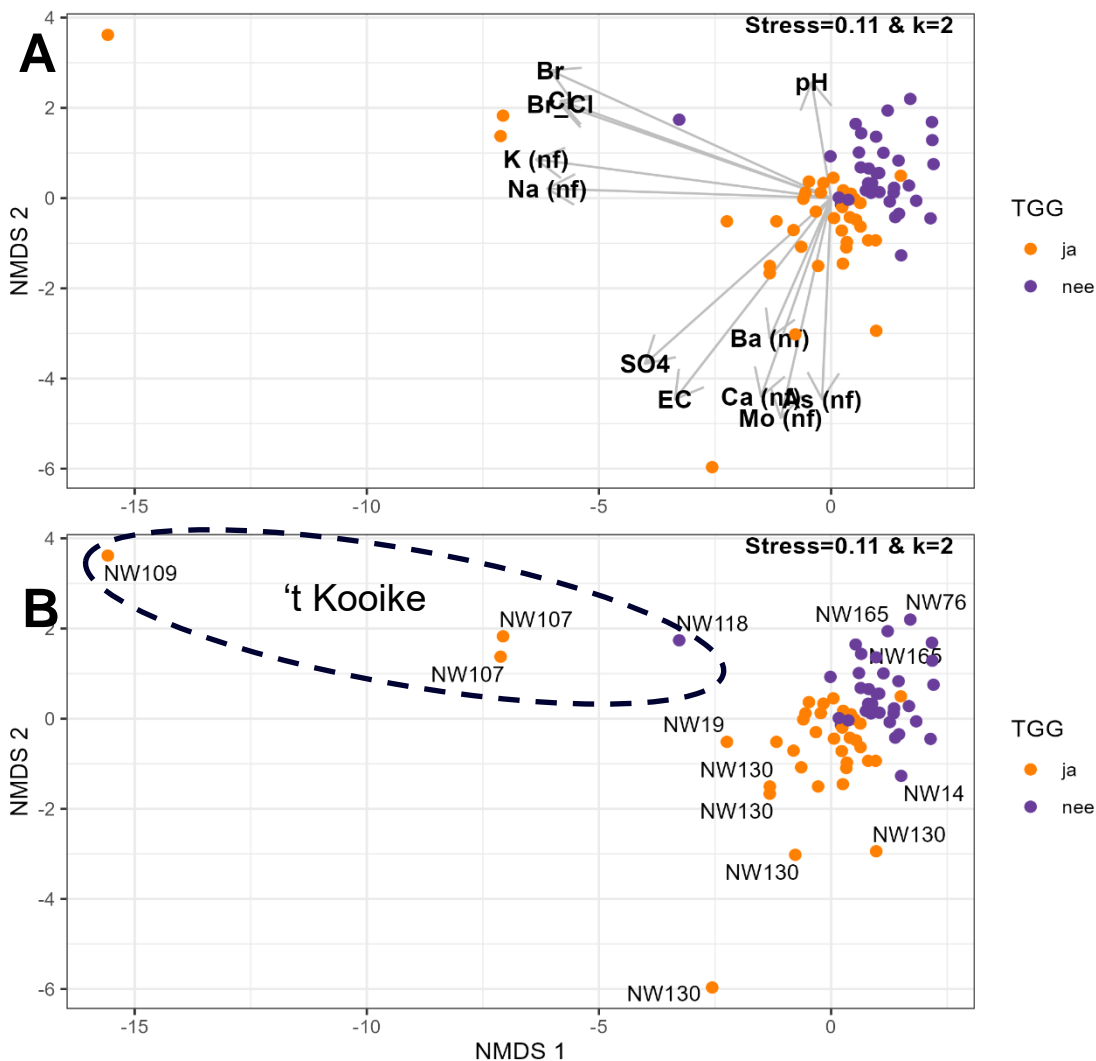 A
Stress=0.11 & k=2
Br
Cl
Br_Cl
pH
K (nf)
Na (nf)
Ba (nf)
SO4
EC
Ca (nf)
As (nf)
Mo (nf)
4
2
0
-2
-4
-6
NMDS 2
-15
-10
-5
0
TGG
ja
nee
B
Stress=0.11 & k=2
't Kooike
NW109
NW107
NW107
NW118
NW165
NW76
NW165
NW19
NW130
NW130
NW14
NW130
NW130
NW130
4
2
0
-2
-4
-6
NMDS 2
-15
-10
-5
0
NMDS 1
TGG
ja
nee